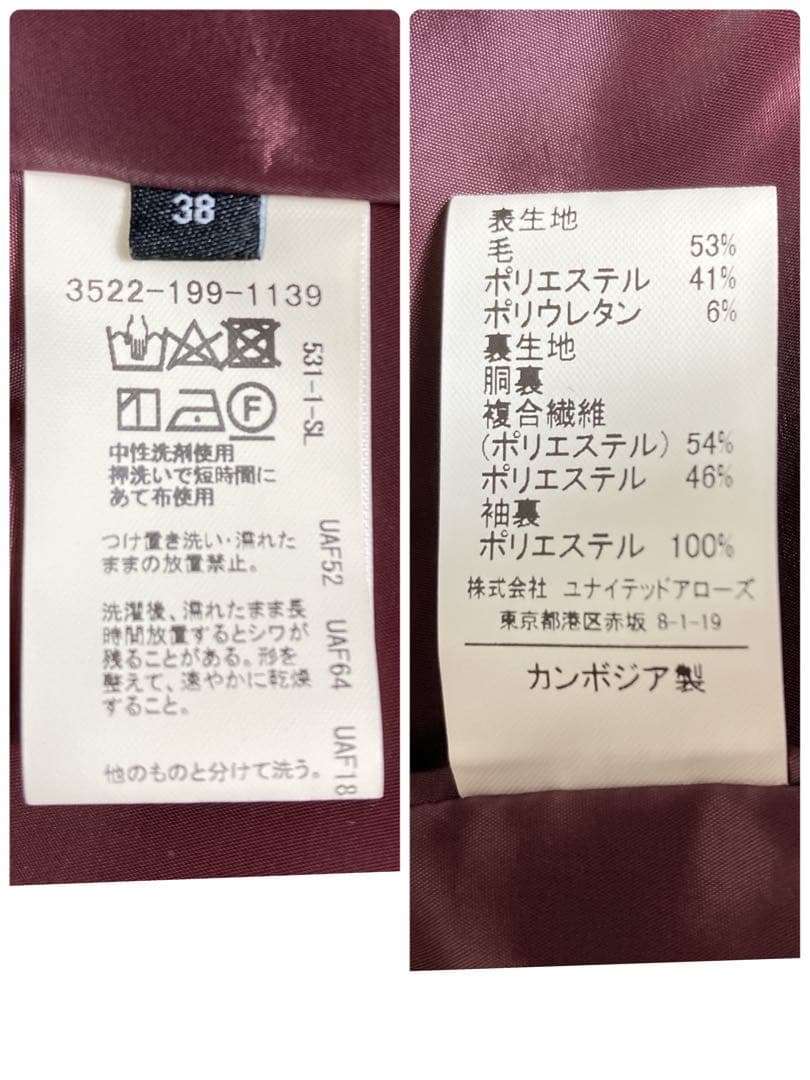 38
3522-199-1139
F
中性洗剤使用
押洗いで短時間に
あて布使用
つけ置き洗い・濡れた
ままの放置禁止。
洗濯後、濡れたまま長
時間放置するとシワが
残ることがある。形を
整えて、速やかに乾燥
すること。
他のものと分けて洗う。
531-1-SL
UAF52 UAF64 UAF18
表生地
毛 53%
ポリエステル 41%
ポリウレタン 6%
裏生地
胴裏
複合繊維
(ポリエステル) 54%
ポリエステル 46%
袖裏
ポリエステル 100%
株式会社 ユナイテッドアローズ
東京都港区赤坂 8-1-19
カンボジア製